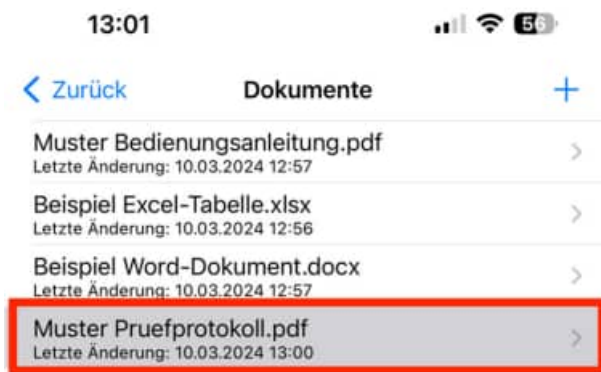 13:01
56
Zurück
Dokumente
Muster Bedienungsanleitung.pdf
Letzte Änderung: 10.03.2024 12:57
Beispiel Excel-Tabelle.xlsx
Letzte Änderung: 10.03.2024 12:56
Beispiel Word-Dokument.docx
Letzte Änderung: 10.03.2024 12:57
Muster Pruefprotokoll.pdf
Letzte Änderung: 10.03.2024 13:00